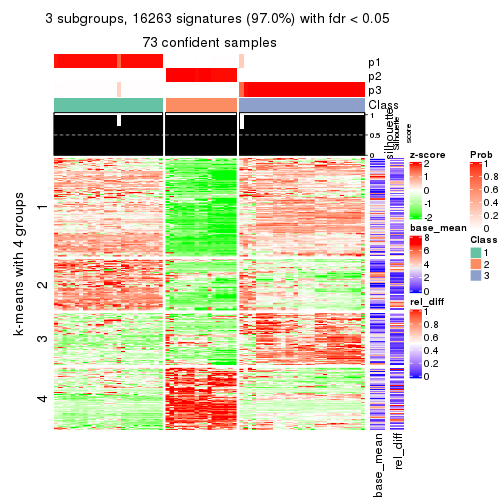 3 subgroups, 16263 signatures (97.0%) with fdr < 0.05
73 confident samples
p1
p2
p3
Class
1
0.5
0
silhouette
Silhouette
score
k-means with 4 groups
1
2
3
4
base_mean
rel_diff
z-score
2
1
0
-1
-2
base_mean
8
6
4
2
0
rel_diff
1
0.8
0.6
0.4
0.2
0
Prob
1
0.8
0.6
0.4
0.2
0
Class
1
2
3